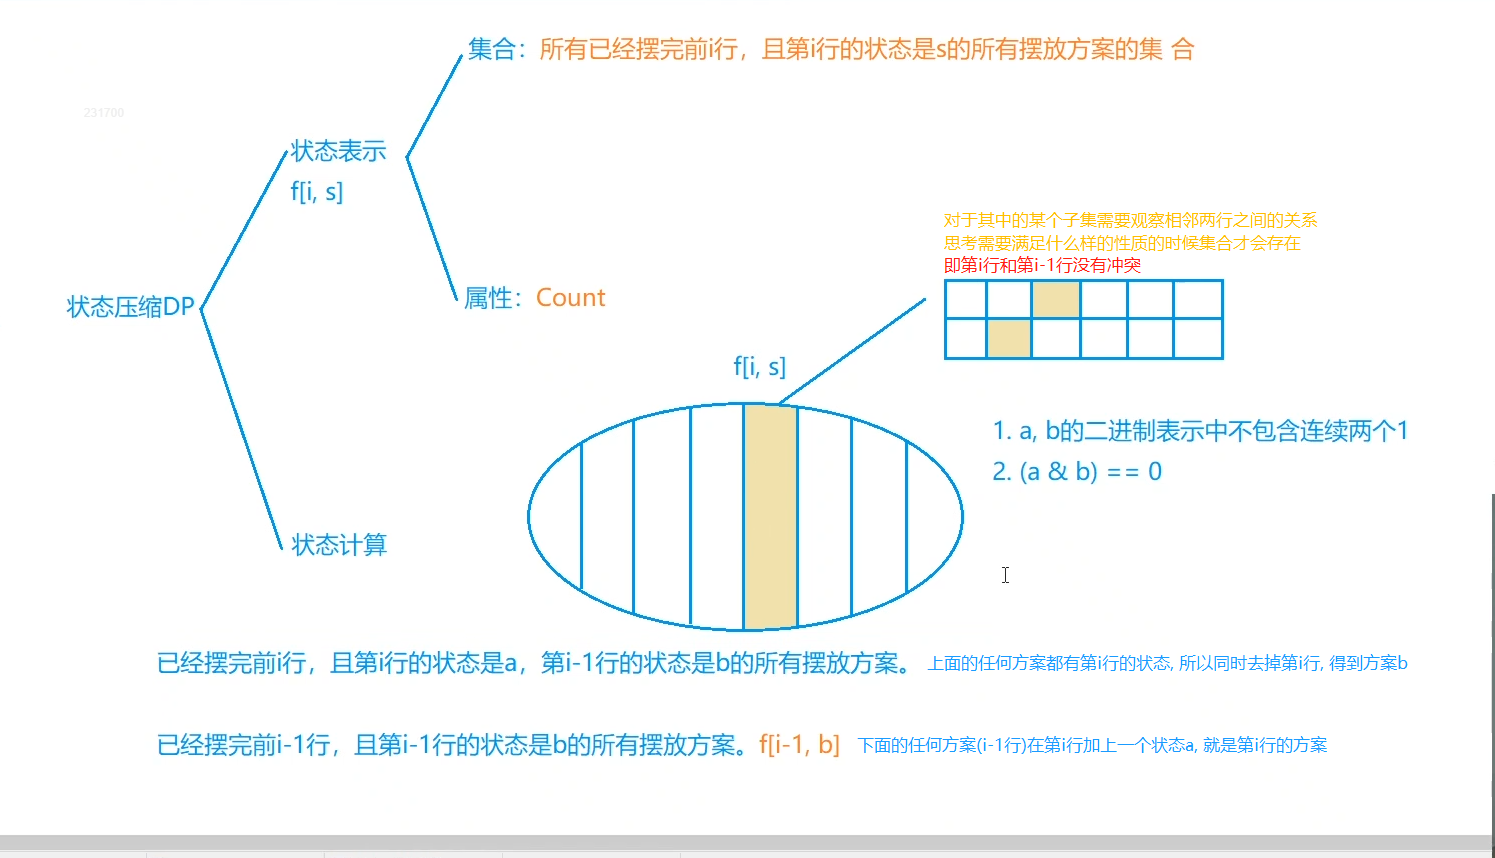 集合：所有已经摆完前i行，且第i行的状态是s的所有摆放方案的集 合
231700
状态表示
f[i, s]
对于其中的某个子集需要观察相邻两行之间的关系
思考需要满足什么样的性质的时候集合才会存在
即第i行和第i-1行没有冲突
状态压缩DP
属性：Count
f[i, s]
1. a, b的二进制表示中不包含连续两个1
2. (a & b) == 0
状态计算
已经摆完前i行，且第i行的状态是a，第i-1行的状态是b的所有摆放方案。 上面的任何方案都有第i行的状态, 所以同时去掉第i行, 得到方案b
已经摆完前i-1行，且第i-1行的状态是b的所有摆放方案。f[i-1, b] 下面的任何方案(i-1行)在第i行加上一个状态a, 就是第i行的方案